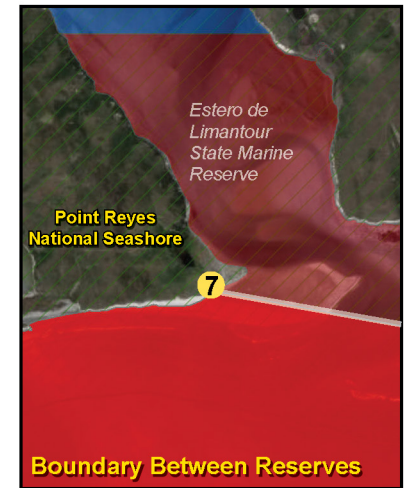 Estero de
Limantour
State Marine
Reserve
Point Reyes
National Seashore
7
Boundary Between Reserves